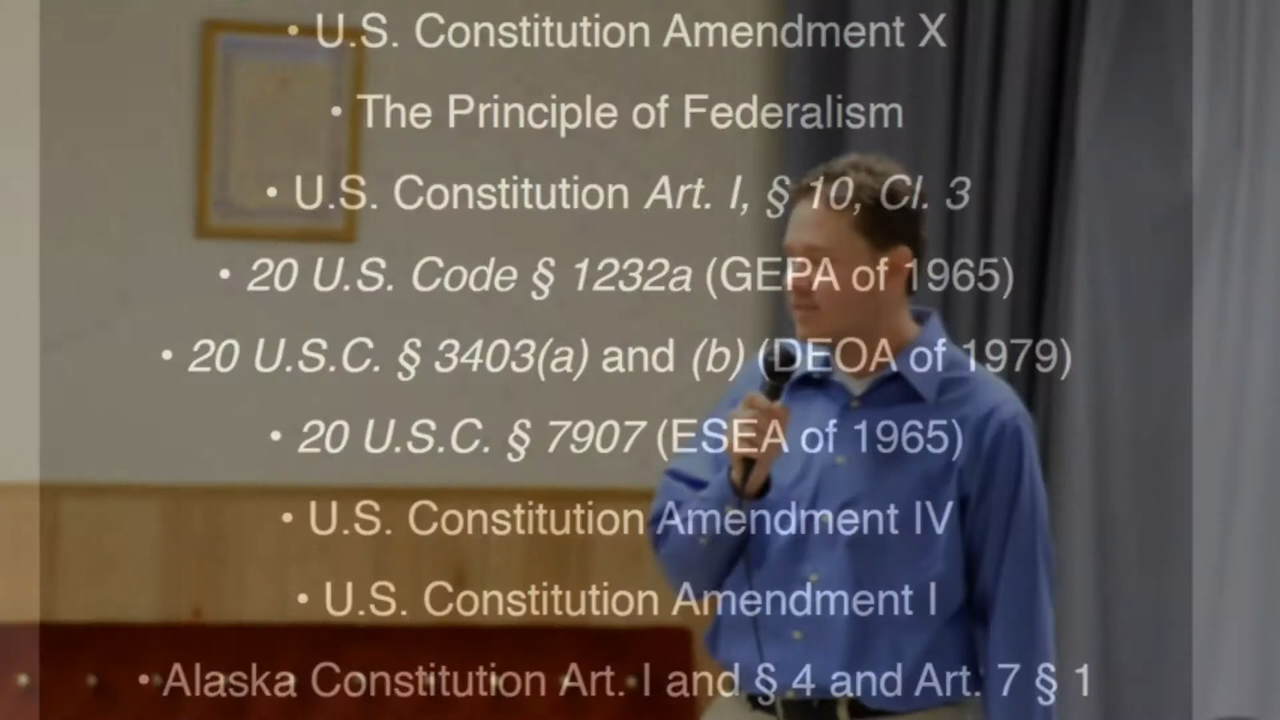 • U.S. Constitution Amendment X
• The Principle of Federalism
• U.S. Constitution Art. I, § 10, Cl. 3
• 20 U.S. Code § 1232a (GEPA of 1965)
• 20 U.S.C. § 3403(a) and (b) (DEOA of 1979)
• 20 U.S.C. § 7907 (ESEA of 1965)
• U.S. Constitution Amendment IV
• U.S. Constitution Amendment I
• Alaska Constitution Art. I and § 4 and Art. 7 § 1